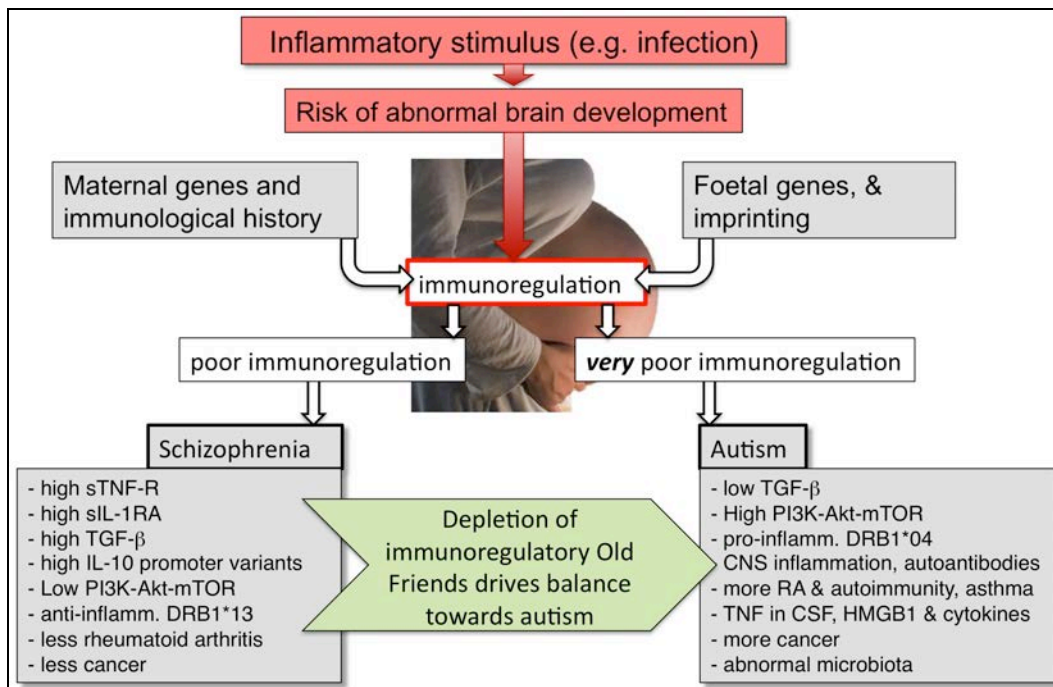 Inflammatory stimulus (e.g. infection)
Risk of abnormal brain development
Maternal genes and
immunological history
Foetal genes, &
imprinting
immunoregulation
poor immunoregulation
very poor immunoregulation
Schizophrenia
- high sTNF-R
- high sIL-1RA
- high TGF-β
- high IL-10 promoter variants
- Low PI3K-Akt-mTOR
- anti-inflamm. DRB1*13
- less rheumatoid arthritis
- less cancer
Depletion of
immunoregulatory Old
Friends drives balance
towards autism
Autism
- low TGF-β
- High PI3K-Akt-mTOR
- pro-inflamm. DRB1*04
- CNS inflammation, autoantibodies
- more RA & autoimmunity, asthma
- TNF in CSF, HMGB1 & cytokines
- more cancer
- abnormal microbiota